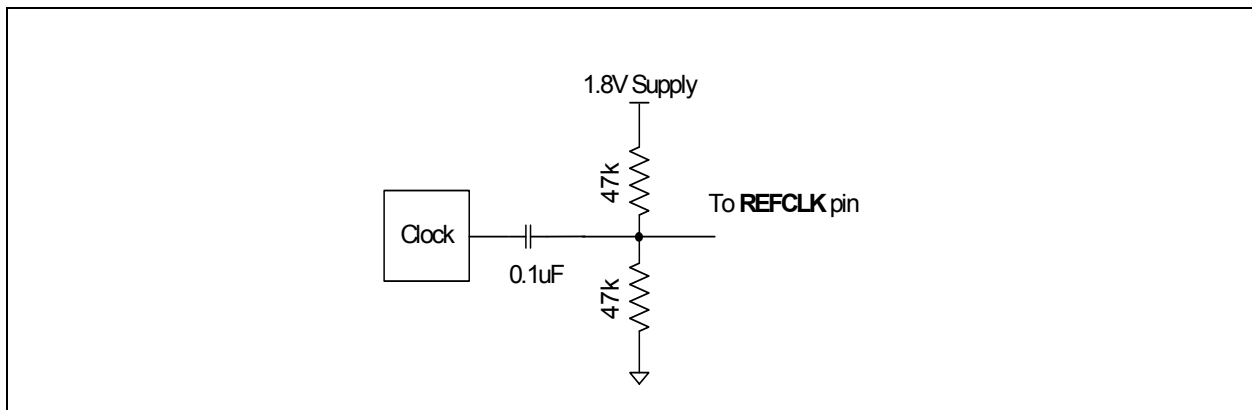 1.8V Supply
47k
To REFCLK pin
Clock
0.1uF
47k